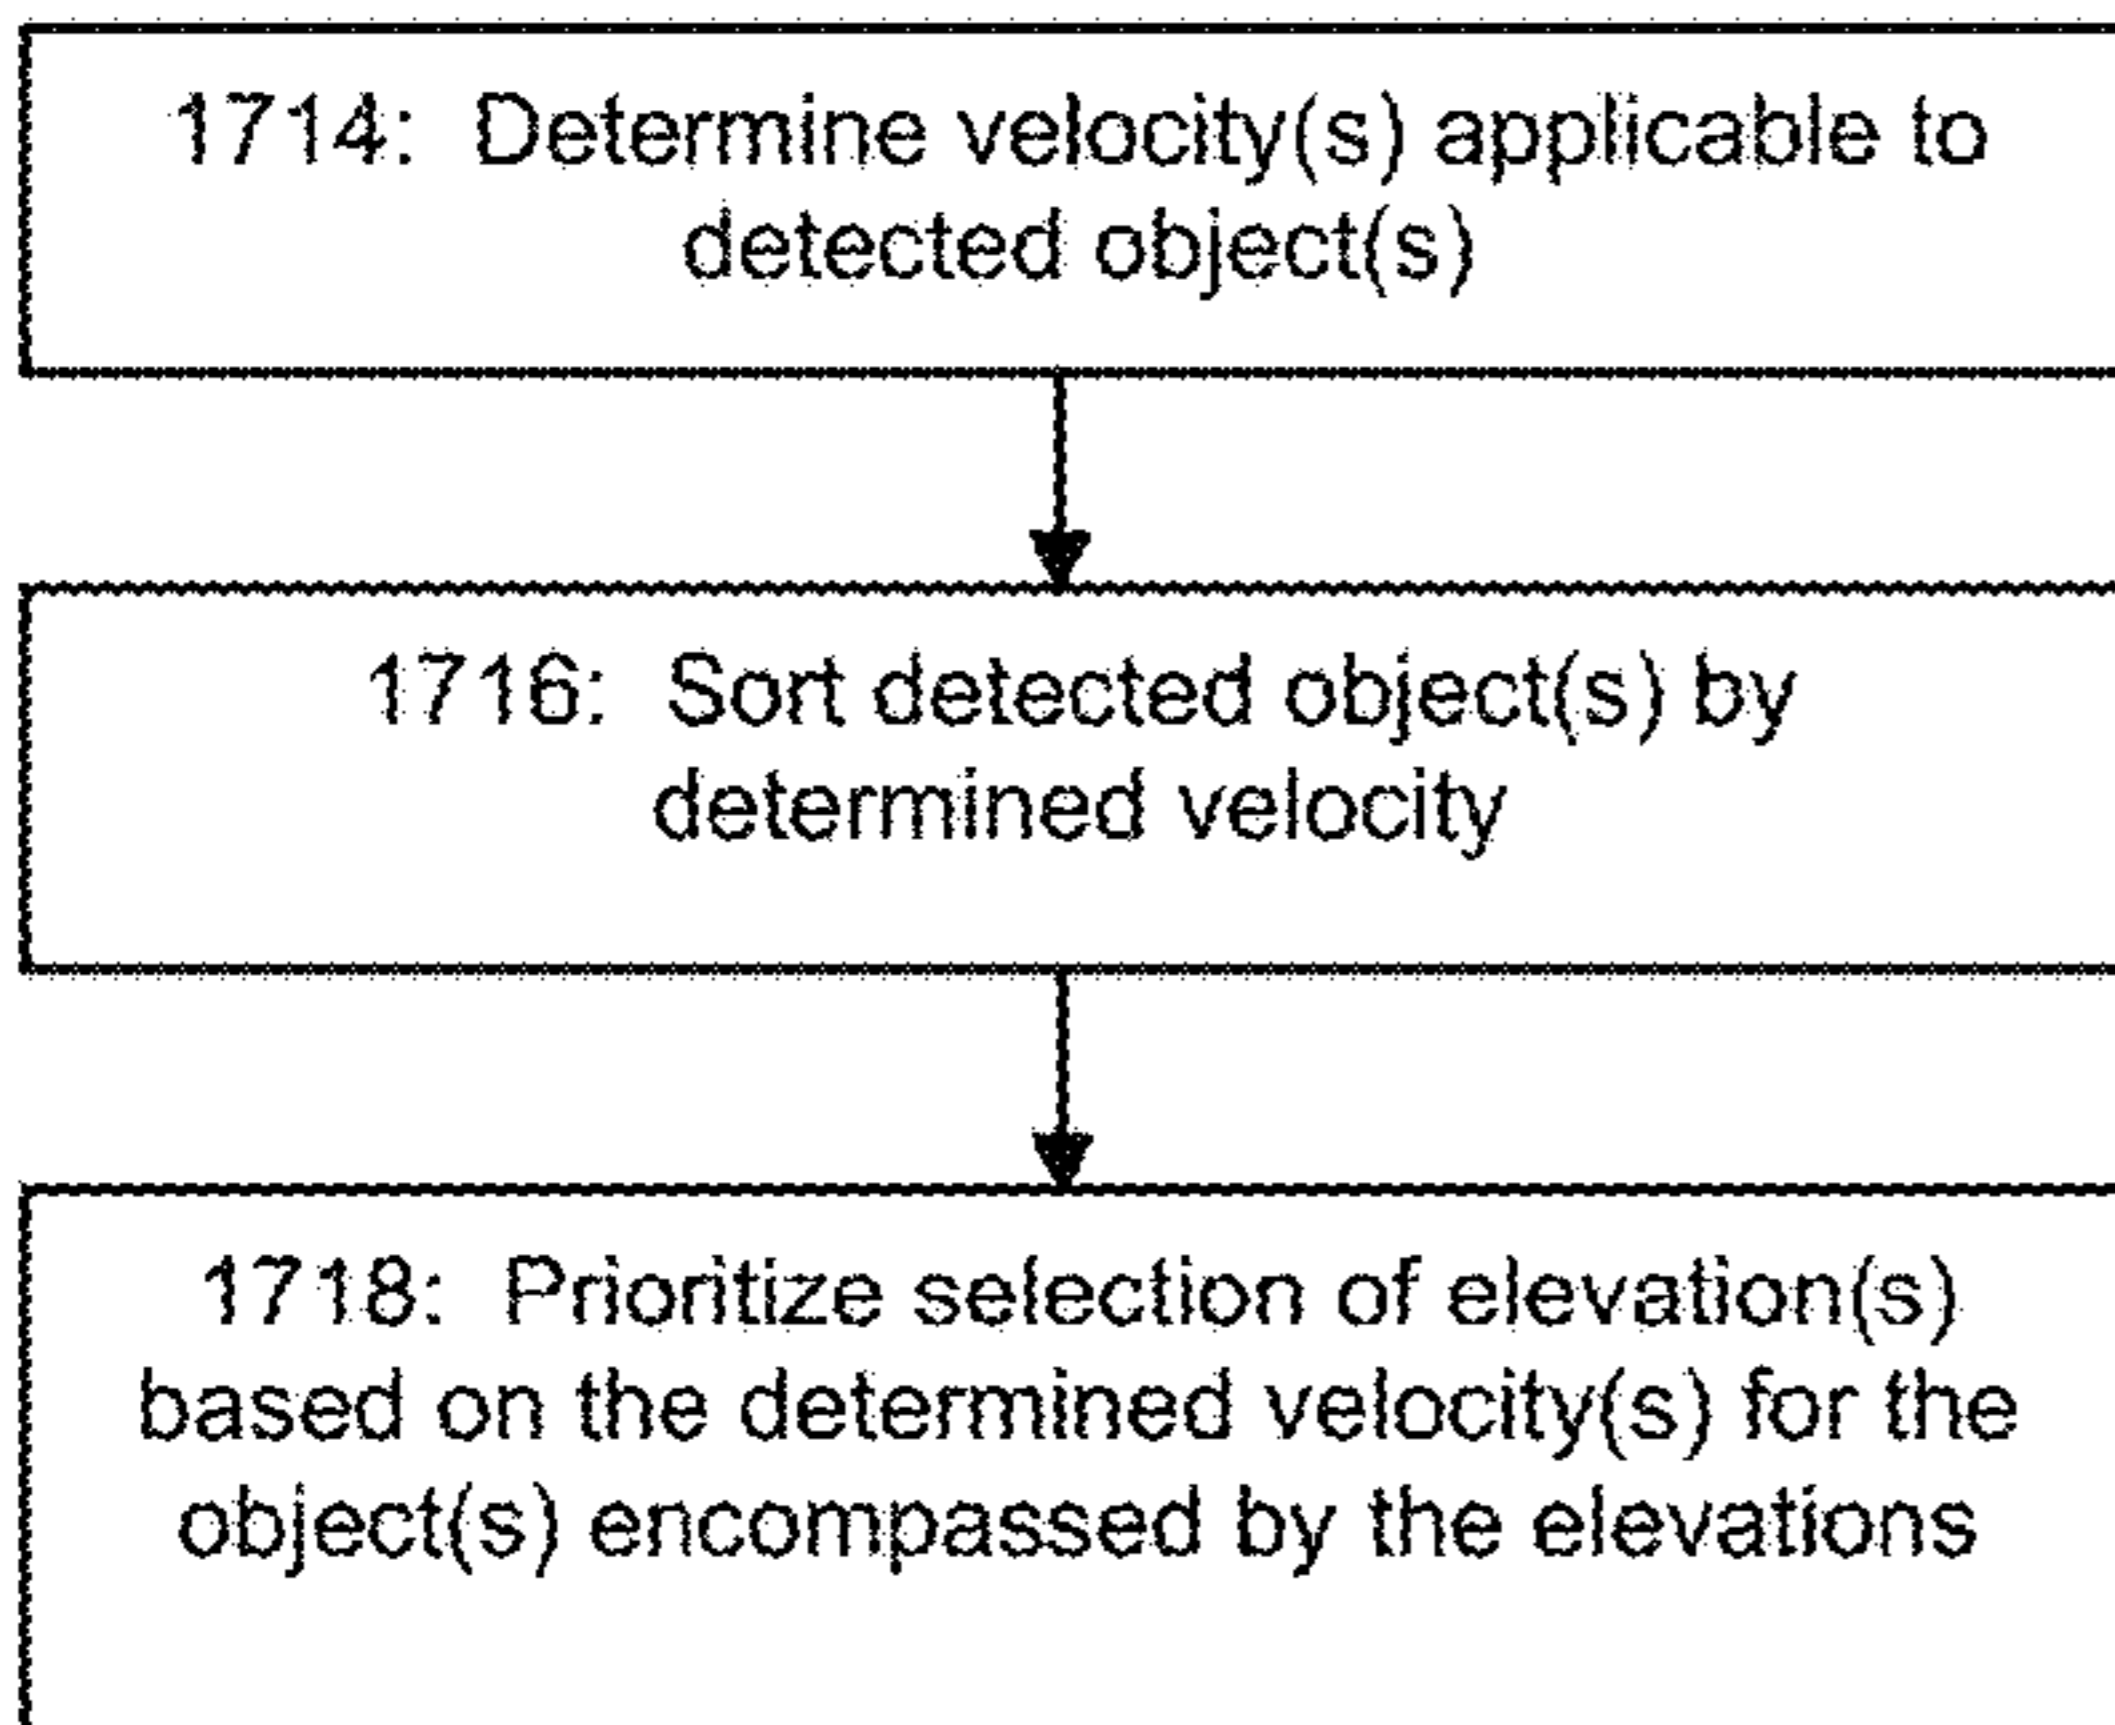 1714: Determine velocity(s) applicable to
detected object(s)
1716: Sort detected object(s) by
determined velocity
1718: Prioritize selection of elevation(s)
based on the determined velocity(s) for the
object(s) encompassed by the elevations